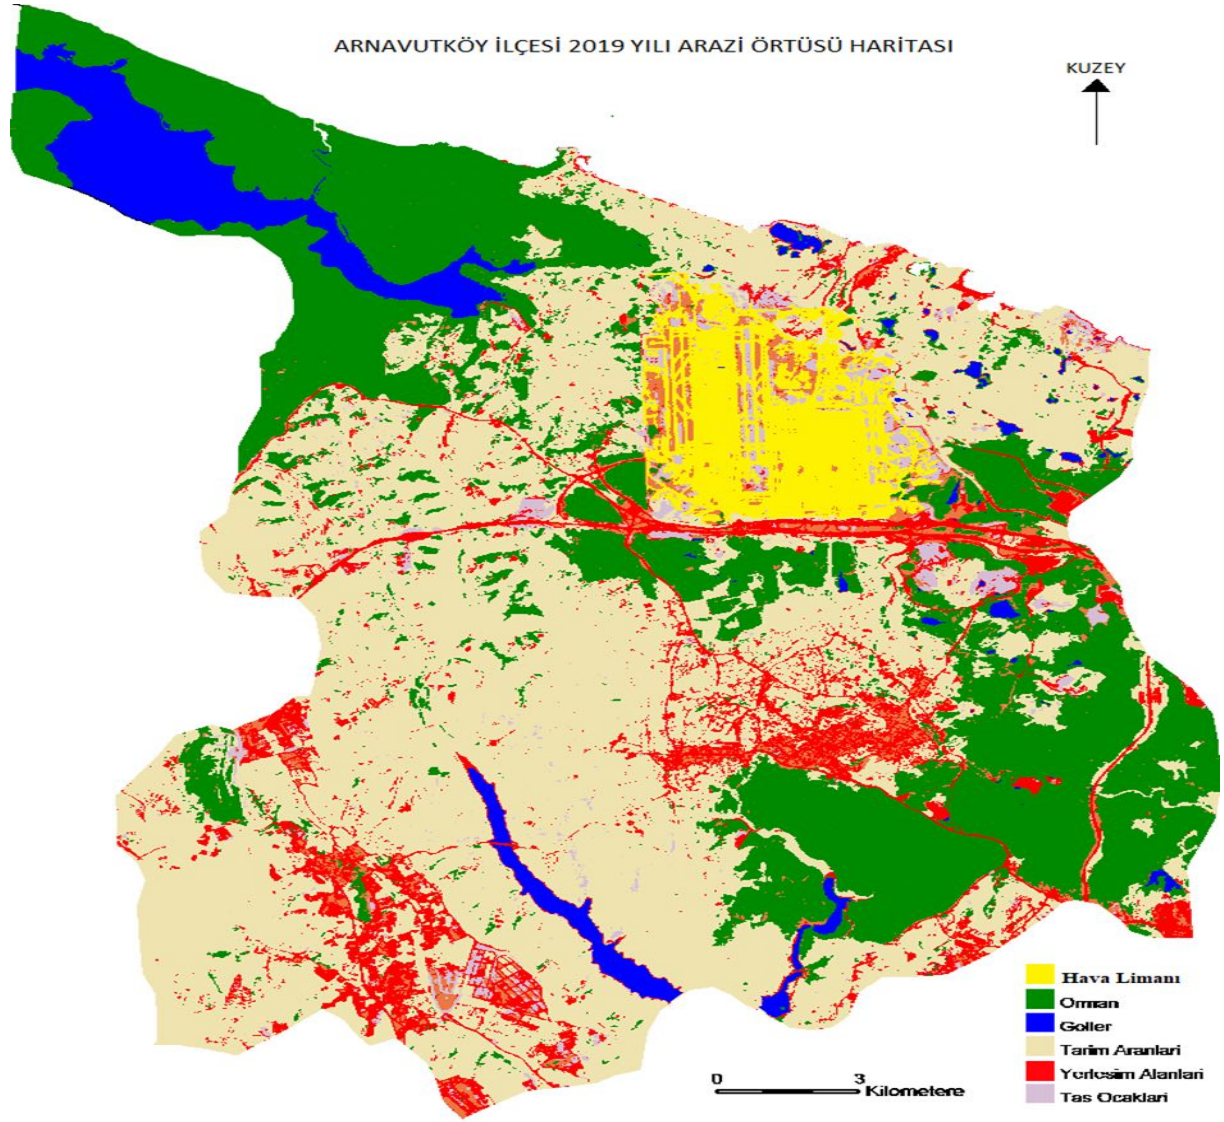 ARNAVUTKÖY İLÇESİ 2019 YILI ARAZİ ÖRTÜSÜ HARİTASI
KUZEY
Hava Limanı
Orman
Goller
Tarim Aranlari
Yerlesim Alanlari
Tas Ocaklari
0 3
Kilometere